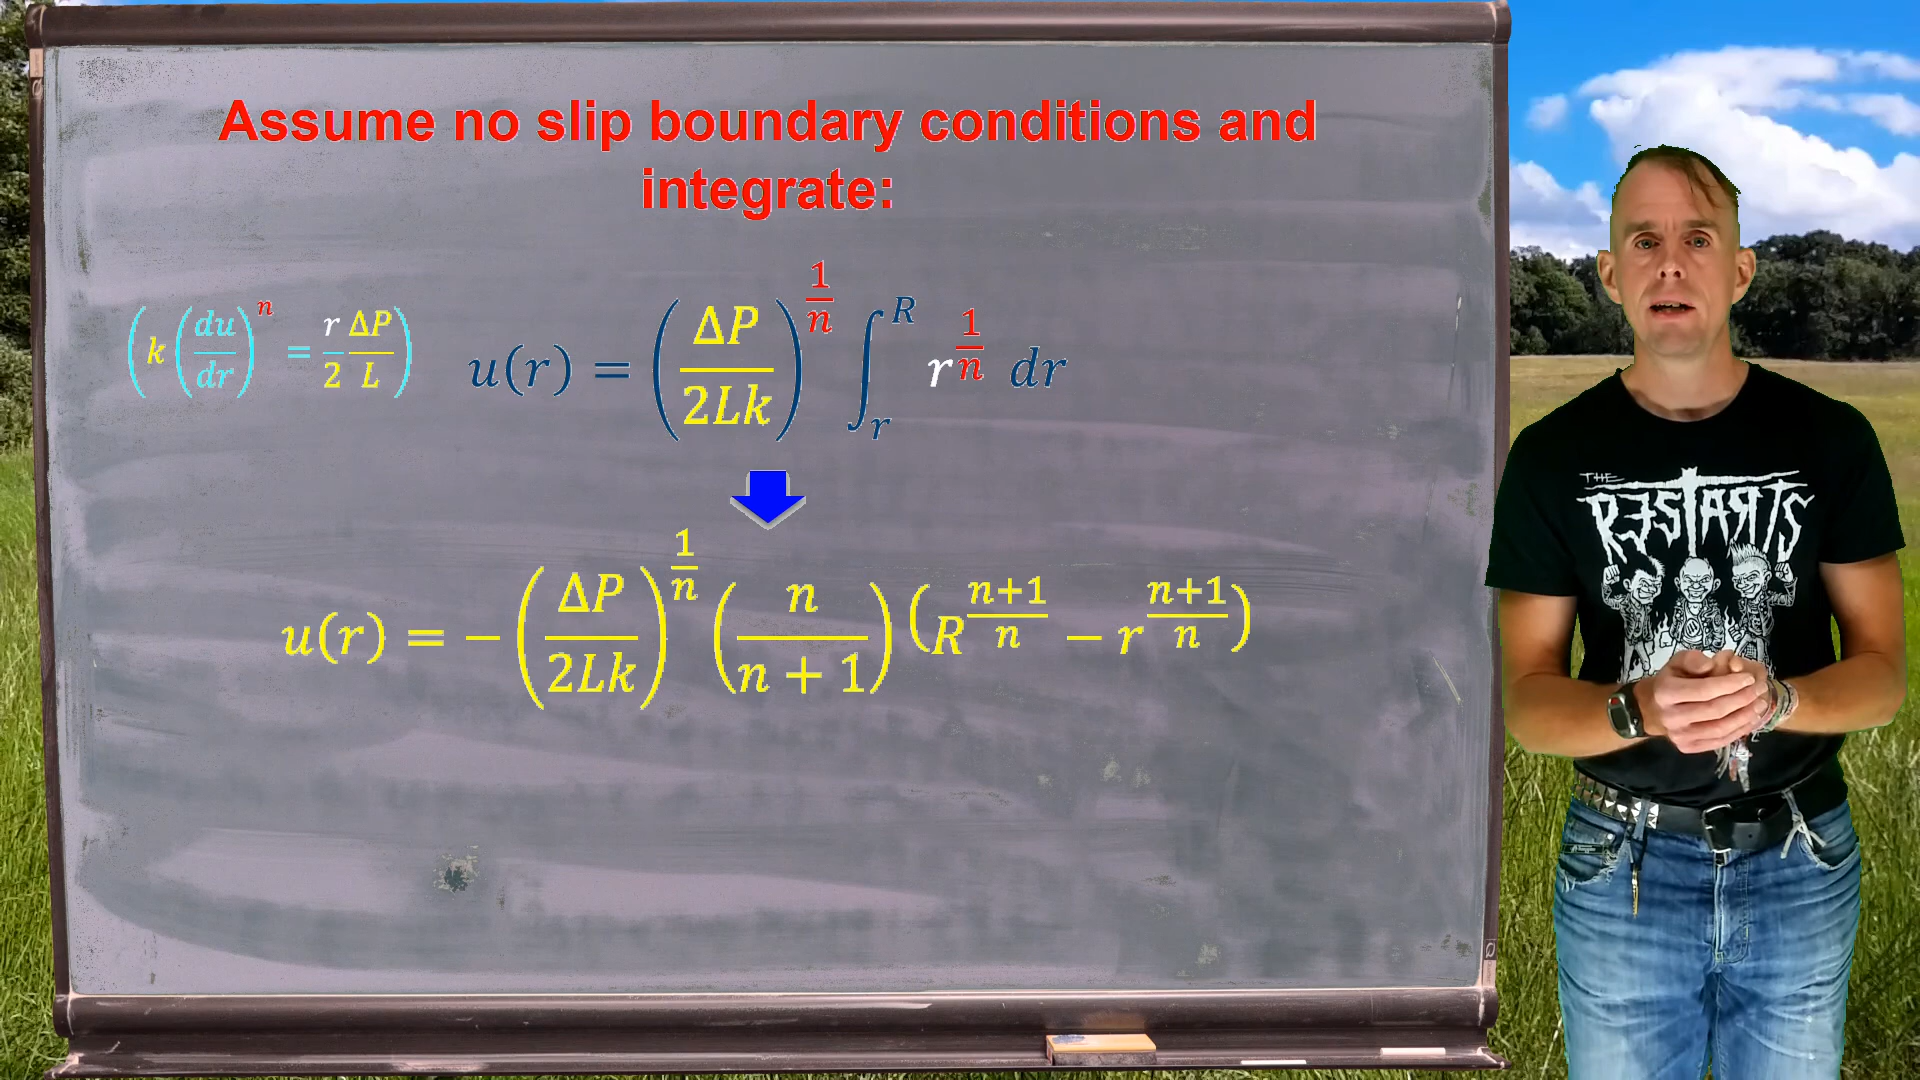 Assume no slip boundary conditions and
integrate:
(k(du/dr)^n = r/2 ΔP/L) u(r) = (ΔP/2Lk)^(1/n) ∫_r^R r^(1/n) dr
u(r) = −(ΔP/2Lk)^(1/n) (n/(n+1)) (R^((n+1)/n) − r^((n+1)/n))
THE
RESTARTS